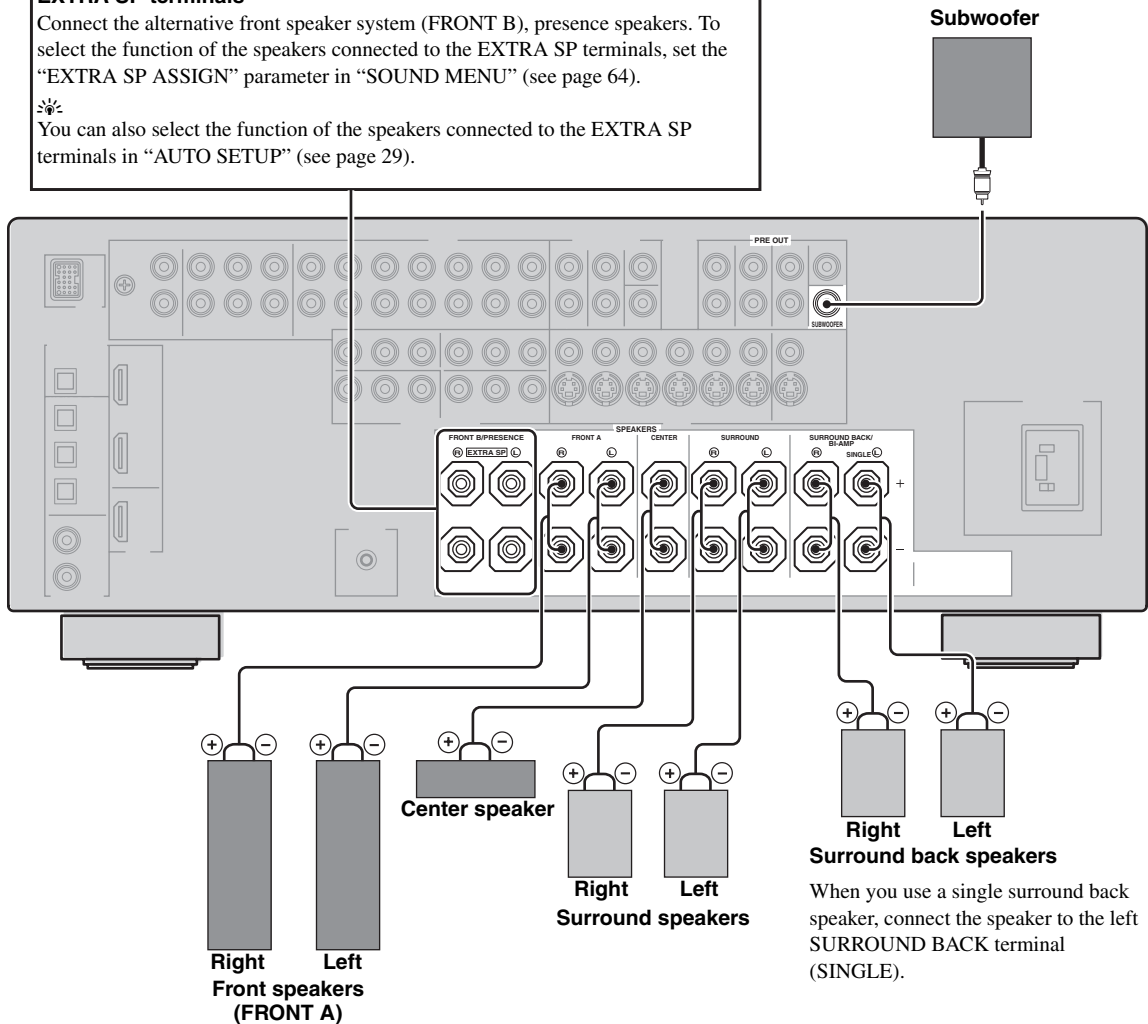 EXTRA SP terminals
Connect the alternative front speaker system (FRONT B), presence speakers. To
select the function of the speakers connected to the EXTRA SP terminals, set the
“EXTRA SP ASSIGN” parameter in “SOUND MENU” (see page 64).
You can also select the function of the speakers connected to the EXTRA SP
terminals in “AUTO SETUP” (see page 29).
Subwoofer
PRE OUT
SUBWOOFER
SPEAKERS
FRONT B/PRESENCE
FRONT A
CENTER
SURROUND
SURROUND BACK/
BI-AMP
R EXTRA SP L
R L
R L
R SINGLE L
+
–
+ –
+ –
+ –
+ –
+ –
+ –
+ –
Center speaker
Right Left
Surround back speakers
When you use a single surround back
speaker, connect the speaker to the left
SURROUND BACK terminal
(SINGLE).
Right Left
Surround speakers
Right Left
Front speakers
(FRONT A)